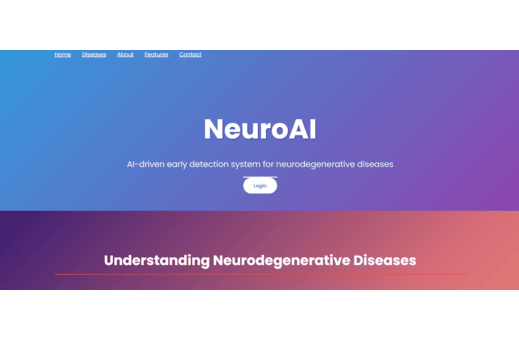 Home Diseases About Features Contact
NeuroAI
AI-driven early detection system for neurodegenerative diseases
Login
Understanding Neurodegenerative Diseases